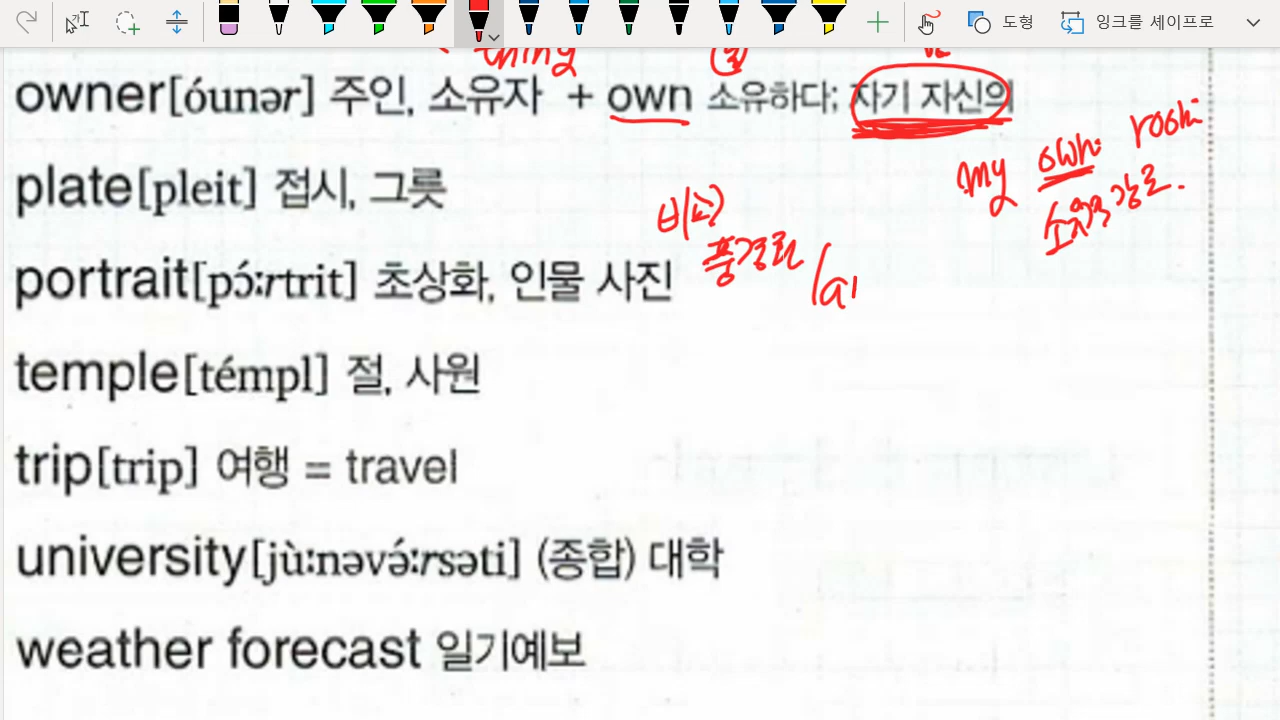 도형 잉크를 셰이프로
thing
owner[óunər] 주인, 소유자 + own 소유하다; 자기 자신의
my own room
소유격 강조.
plate[pleit] 접시, 그릇
비교)
풍경화
portrait[pɔ́ːrtrit] 초상화, 인물 사진
temple[témpl] 절, 사원
trip[trip] 여행 = travel
university[jùːnəvə́ːrsəti] (종합) 대학
weather forecast 일기예보